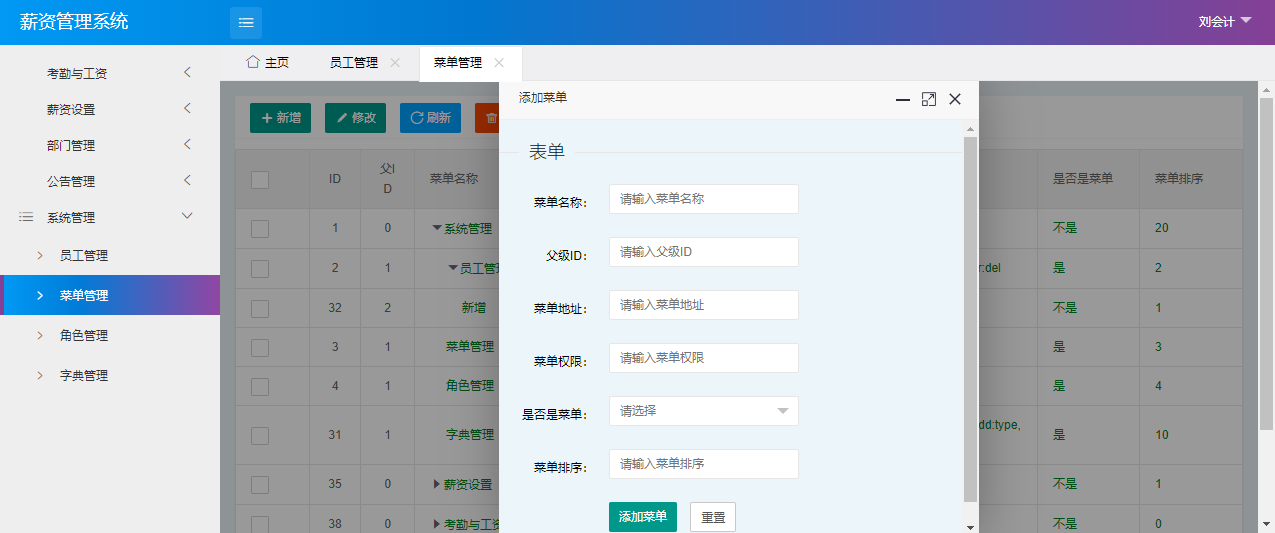 薪资管理系统
刘会计
考勤与工资
薪资设置
部门管理
公告管理
系统管理
员工管理
菜单管理
角色管理
字典管理
主页 员工管理 菜单管理
新增 修改 刷新
ID 父ID 菜单名称 是否是菜单 菜单排序
1 0 系统管理 不是 20
2 1 员工管 :del 是 2
32 2 新增 不是 1
3 1 菜单管理 是 3
4 1 角色管理 是 4
31 1 字典管理 dd:type, 是 10
35 0 薪资设置 不是 1
38 0 考勤与工资 不是 0
添加菜单
表单
菜单名称: 请输入菜单名称
父级ID: 请输入父级ID
菜单地址: 请输入菜单地址
菜单权限: 请输入菜单权限
是否是菜单: 请选择
菜单排序: 请输入菜单排序
添加菜单 重置